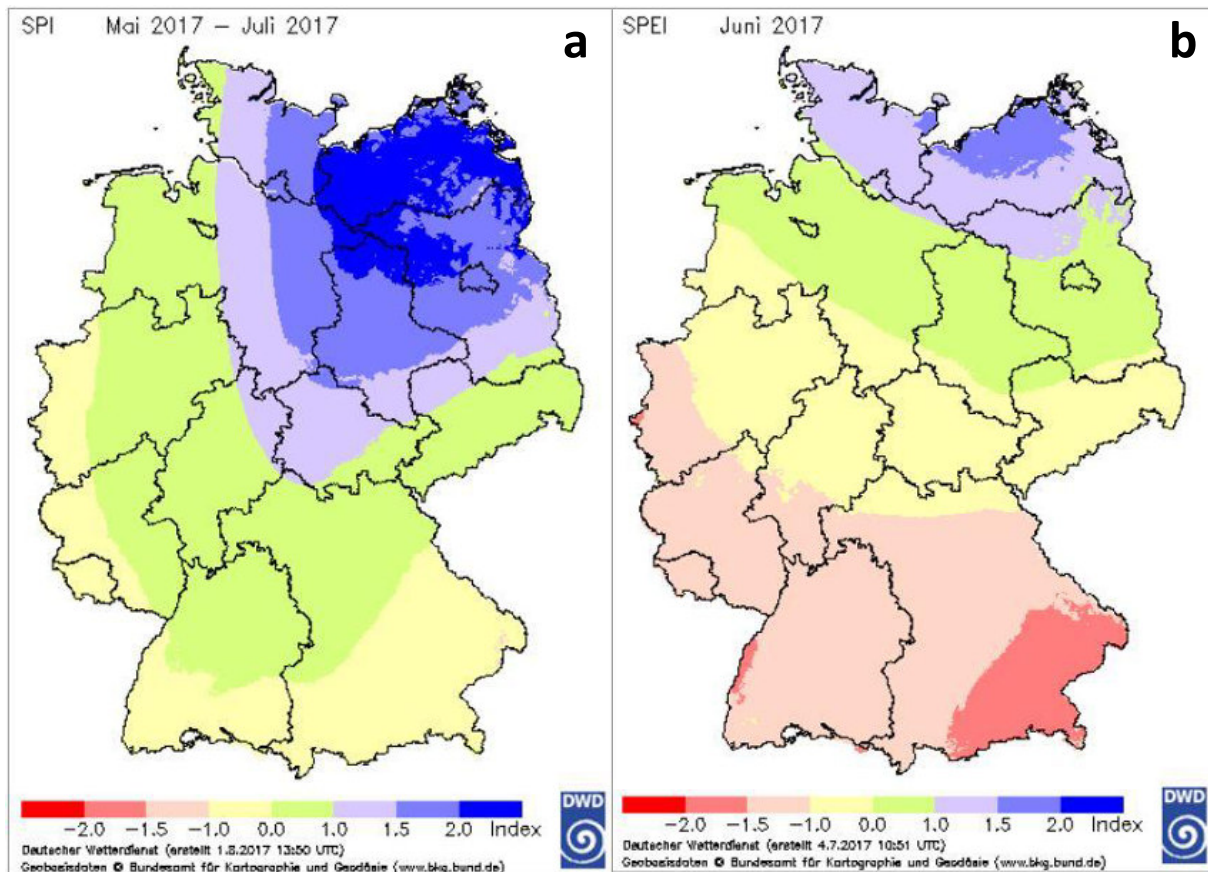 SPI Mai 2017 – Juli 2017 a
−2.0 −1.5 −1.0 0.0 1.0 1.5 2.0 Index
DWD
Deutscher Wetterdienst (erstellt 1.8.2017 13:50 UTC)
Geobasisdaten © Bundesamt für Kartographie und Geodäsie (www.bkg.bund.de)
SPEI Juni 2017 b
−2.0 −1.5 −1.0 0.0 1.0 1.5 2.0 Index
DWD
Deutscher Wetterdienst (erstellt 4.7.2017 10:51 UTC)
Geobasisdaten © Bundesamt für Kartographie und Geodäsie (www.bkg.bund.de)